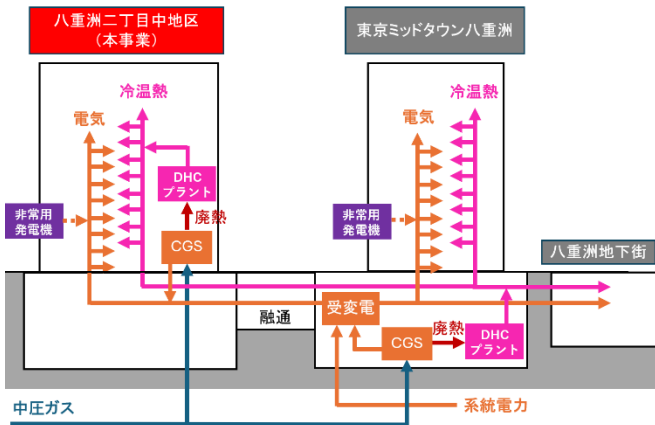 八重洲二丁目中地区
（本事業）
東京ミッドタウン八重洲
冷温熱
電気
DHC
プラント
廃熱
非常用
発電機
CGS
冷温熱
電気
非常用
発電機
八重洲地下街
融通
受変電
CGS
廃熱
DHC
プラント
中圧ガス
系統電力